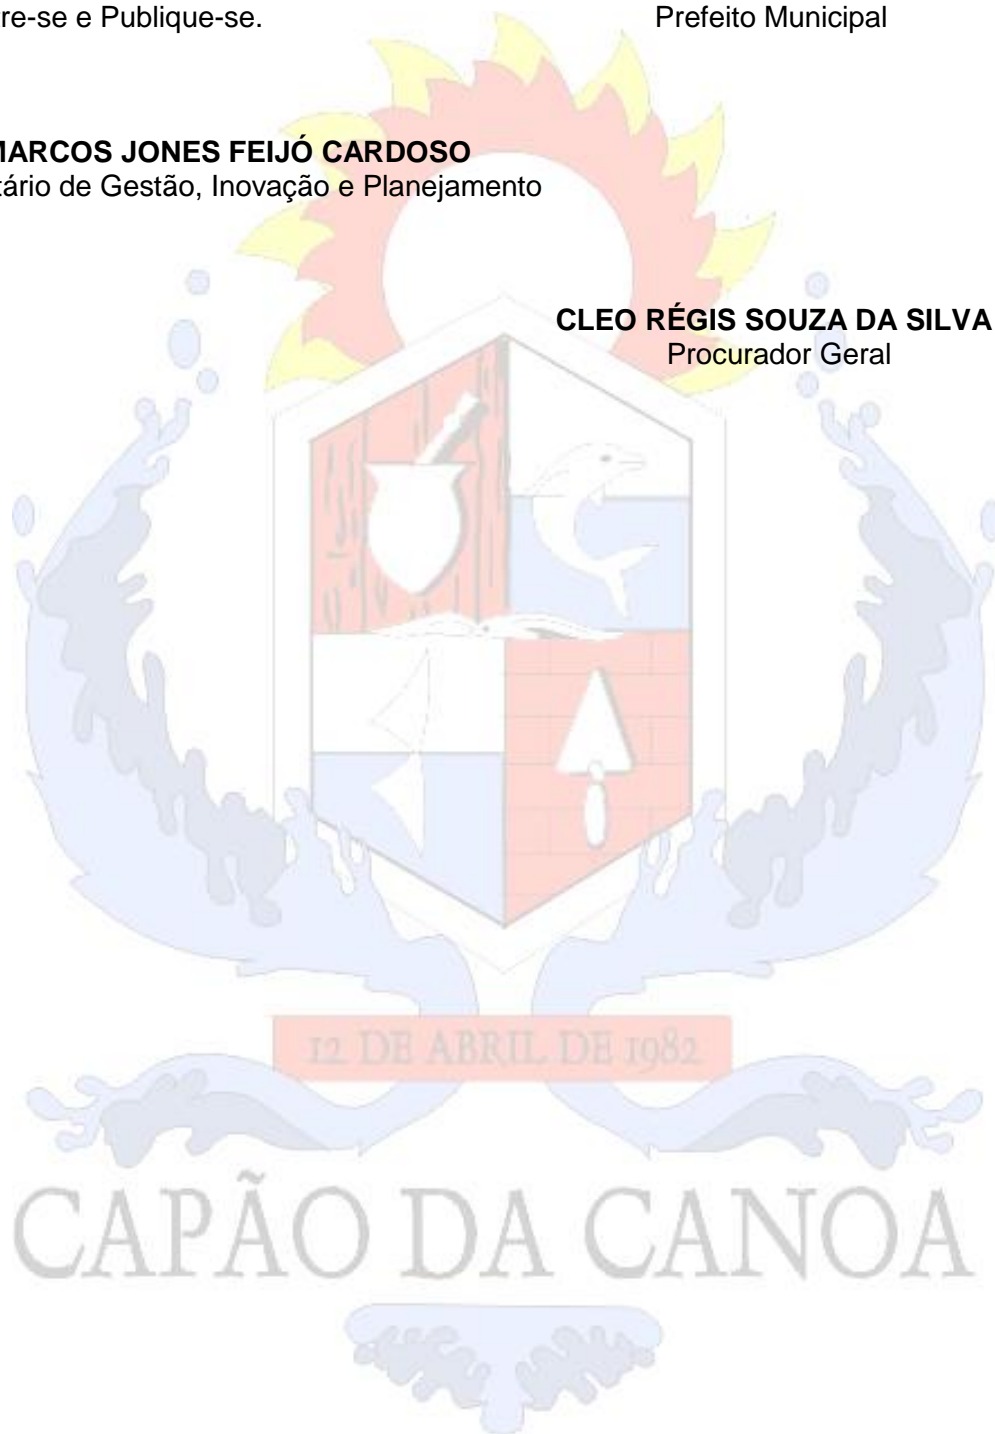 tre-se e Publique-se. Prefeito Municipal
MARCOS JONES FEIJÓ CARDOSO
tário de Gestão, Inovação e Planejamento
CLEO RÉGIS SOUZA DA SILVA
Procurador Geral
12 DE ABRIL DE 1982
CAPÃO DA CANOA